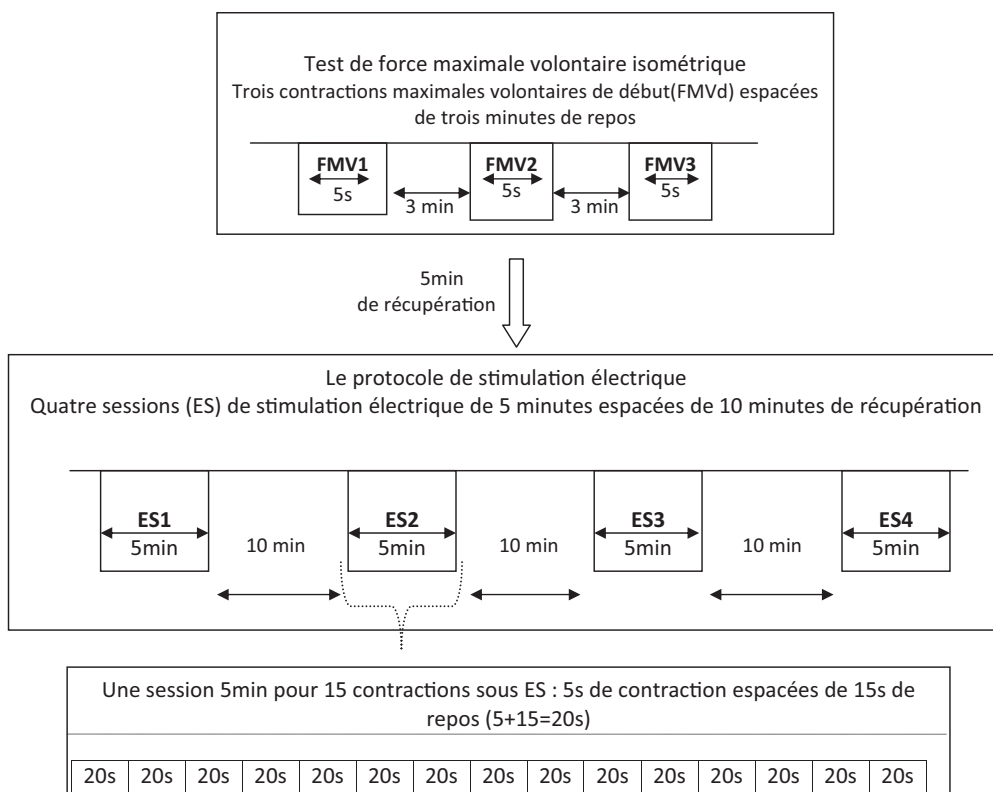 Test de force maximale volontaire isométrique
Trois contractions maximales volontaires de début(FMVd) espacées
de trois minutes de repos
FMV1 FMV2 FMV3
5s 5s 5s
3 min 3 min
5min
de récupération
Le protocole de stimulation électrique
Quatre sessions (ES) de stimulation électrique de 5 minutes espacées de 10 minutes de récupération
ES1 ES2 ES3 ES4
5min 10 min 5min 10 min 5min 10 min 5min
Une session 5min pour 15 contractions sous ES : 5s de contraction espacées de 15s de
repos (5+15=20s)
20s 20s 20s 20s 20s 20s 20s 20s 20s 20s 20s 20s 20s 20s 20s